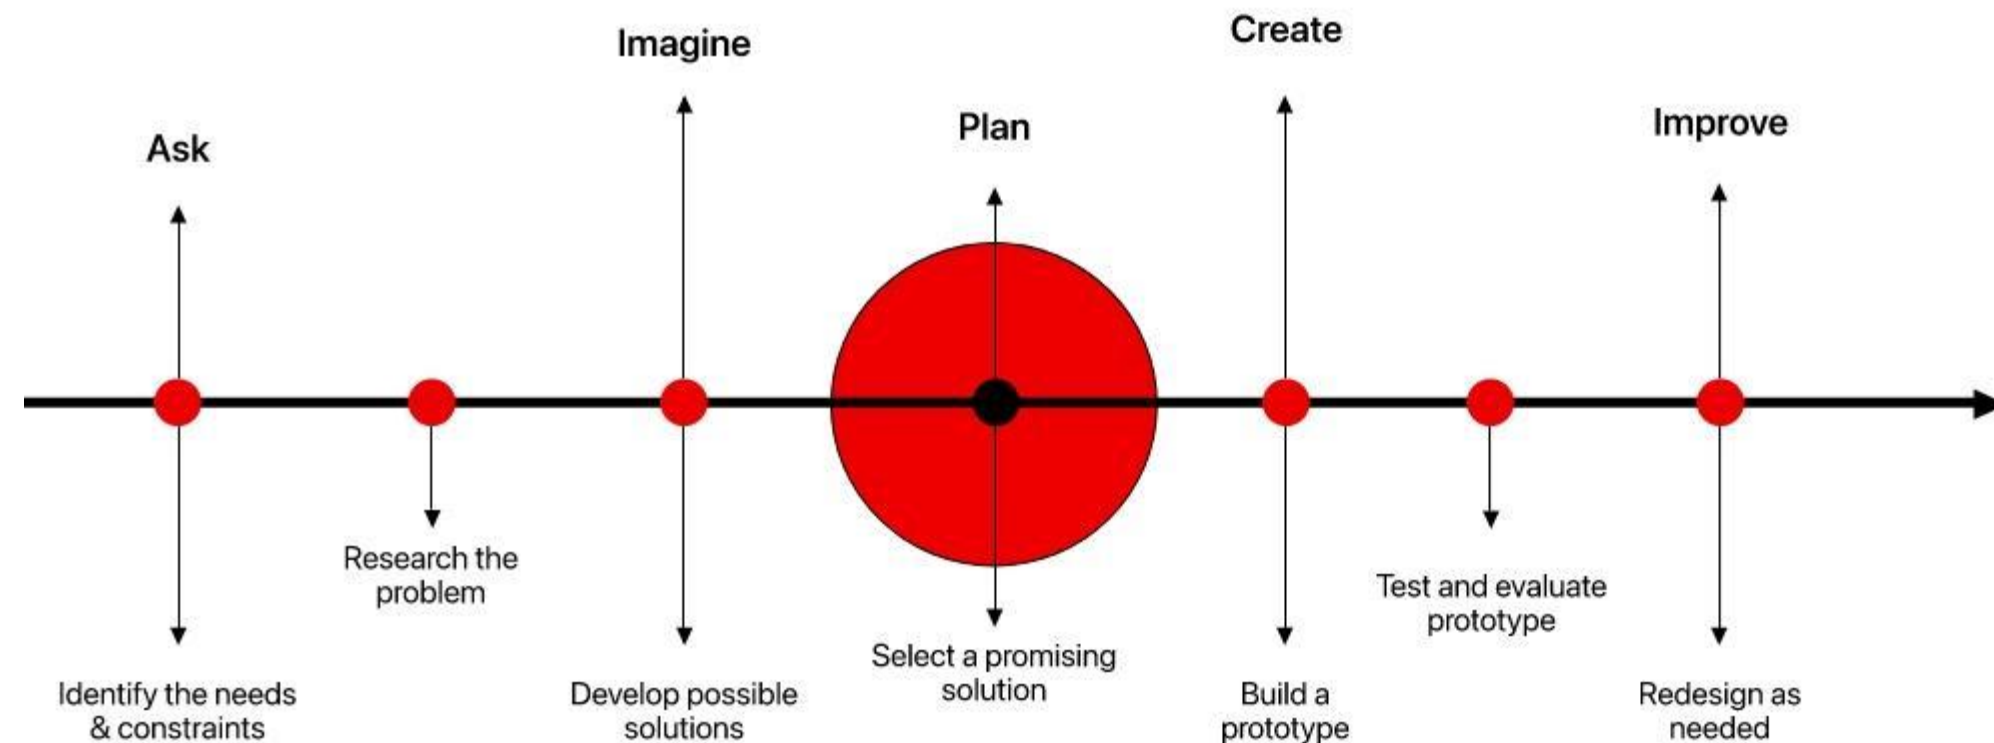 Ask
Imagine
Plan
Create
Improve
Identify the needs
& constraints
Research the
problem
Develop possible
solutions
Select a promising
solution
Build a
prototype
Test and evaluate
prototype
Redesign as
needed